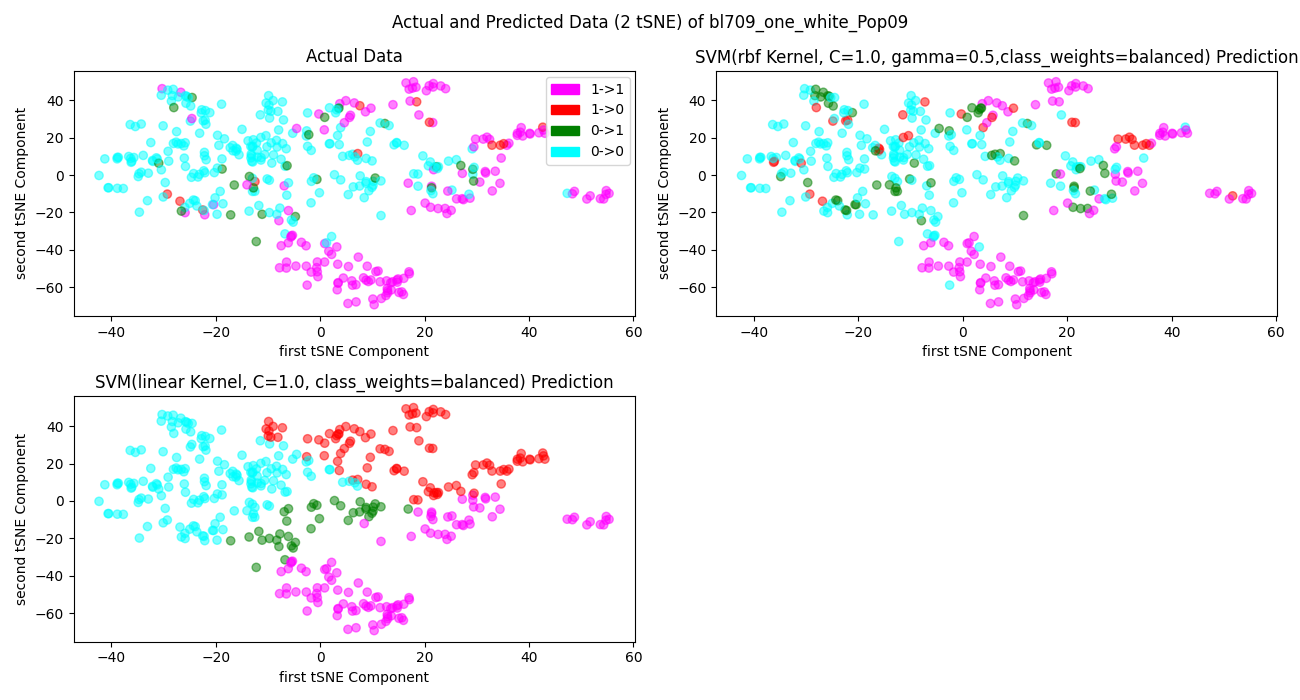 Actual and Predicted Data (2 tSNE) of bl709_one_white_Pop09
Actual Data
second tSNE Component
40
20
0
−20
−40
−60
1->1
1->0
0->1
0->0
−40 −20 0 20 40 60
first tSNE Component
SVM(rbf Kernel, C=1.0, gamma=0.5,class_weights=balanced) Prediction
second tSNE Component
40
20
0
−20
−40
−60
−40 −20 0 20 40 60
first tSNE Component
SVM(linear Kernel, C=1.0, class_weights=balanced) Prediction
second tSNE Component
40
20
0
−20
−40
−60
−40 −20 0 20 40 60
first tSNE Component